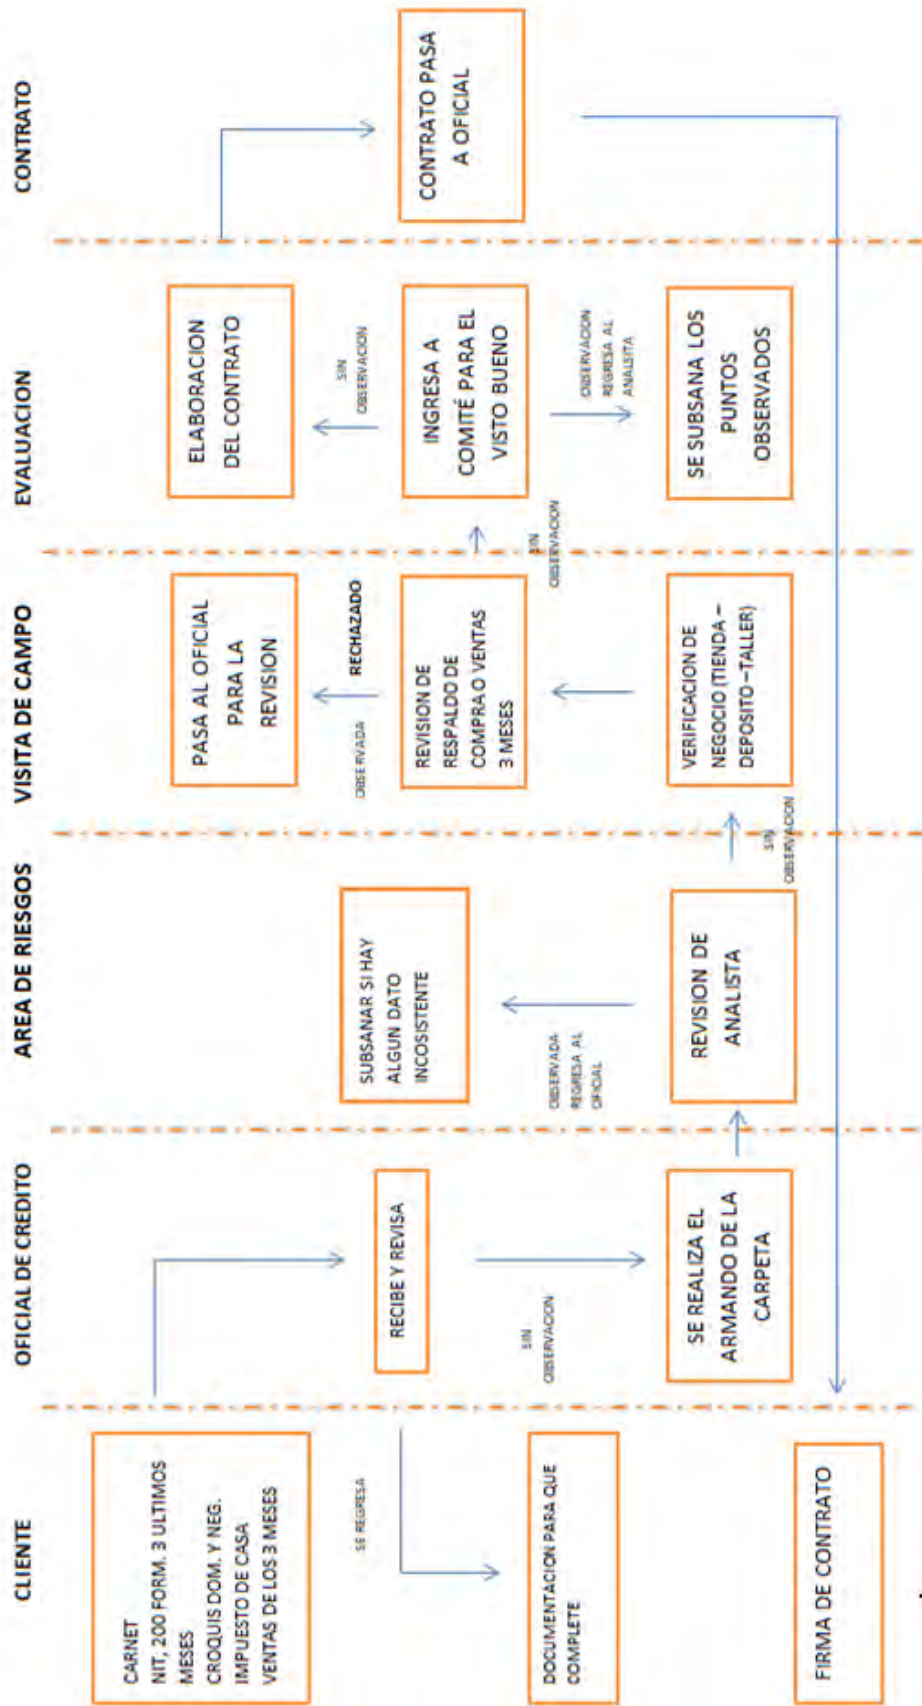 CLIENTE
OFICIAL DE CREDITO
AREA DE RIESGOS
VISITA DE CAMPO
EVALUACION
CONTRATO
CARNET
NIT, 200 FORM. 3 ULTIMOS
MESES
CROQUIS DOM. Y NEG.
IMPUESTO DE CASA
VENTAS DE LOS 3 MESES
SE REGRESA
DOCUMENTACION PARA QUE
COMPLETE
FIRMA DE CONTRATO
RECIBE Y REVISA
SIN
OBSERVACION
SE REALIZA EL
ARMANDO DE LA
CARPETA
SUBSANAR SI HAY
ALGUN DATO
INCOSISTENTE
OBSERVADA
REGRESA AL
OFICIAL
REVISION DE
ANALISTA
SIN
OBSERVACION
PASA AL OFICIAL
PARA LA
REVISION
OBSERVADA
RECHAZADO
REVISION DE
RESPALDO DE
COMPRA O VENTAS
3 MESES
VERIFICACION DE
NEGOCIO (TIENDA –
DEPOSITO –TALLER)
SIN
OBSERVACION
ELABORACION
DEL CONTRATO
SIN
OBSERVACION
INGRESA A
COMITÉ PARA EL
VISTO BUENO
OBSERVACION
REGRESA AL
ANALSITA
SE SUBSANA LOS
PUNTOS
OBSERVADOS
CONTRATO PASA
A OFICIAL